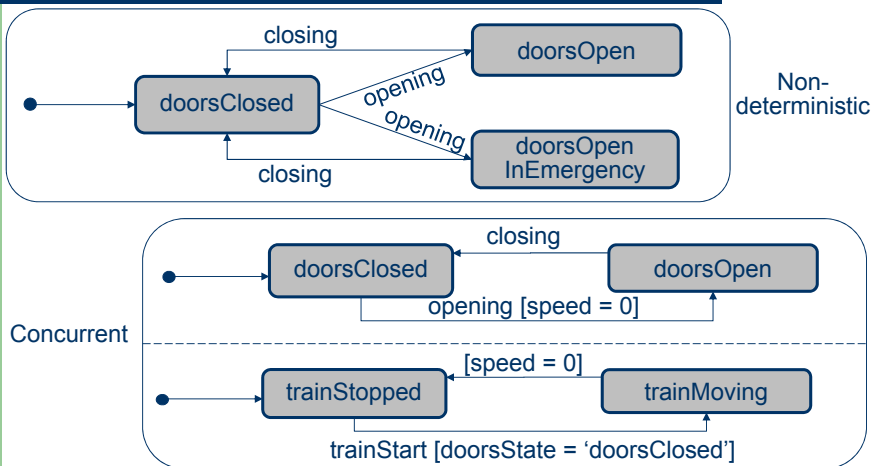 closing
doorsOpen
doorsClosed
opening
opening
Non-
deterministic
doorsOpen
InEmergency
closing
closing
doorsClosed
doorsOpen
opening [speed = 0]
Concurrent
[speed = 0]
trainStopped
trainMoving
trainStart [doorsState = ‘doorsClosed’]